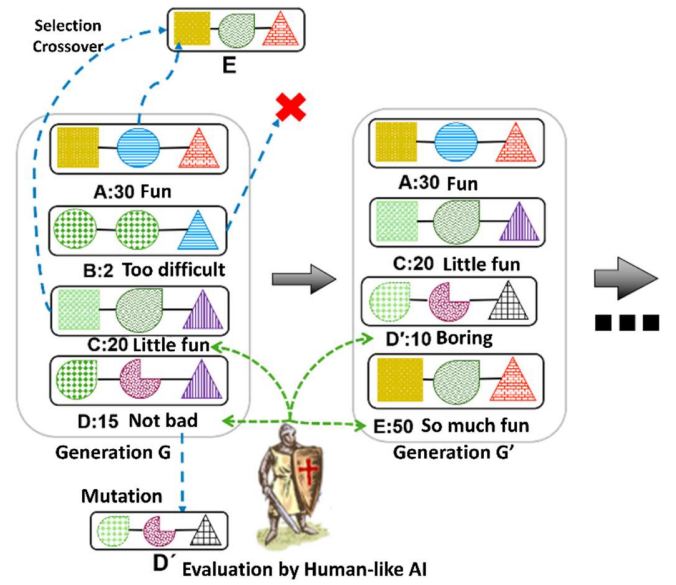 Selection
Crossover
E
A:30 Fun
B:2 Too difficult
C:20 Little fun
D:15 Not bad
Generation G
Mutation
D´
A:30 Fun
C:20 Little fun
D':10 Boring
E:50 So much fun
Generation G’
Evaluation by Human-like AI